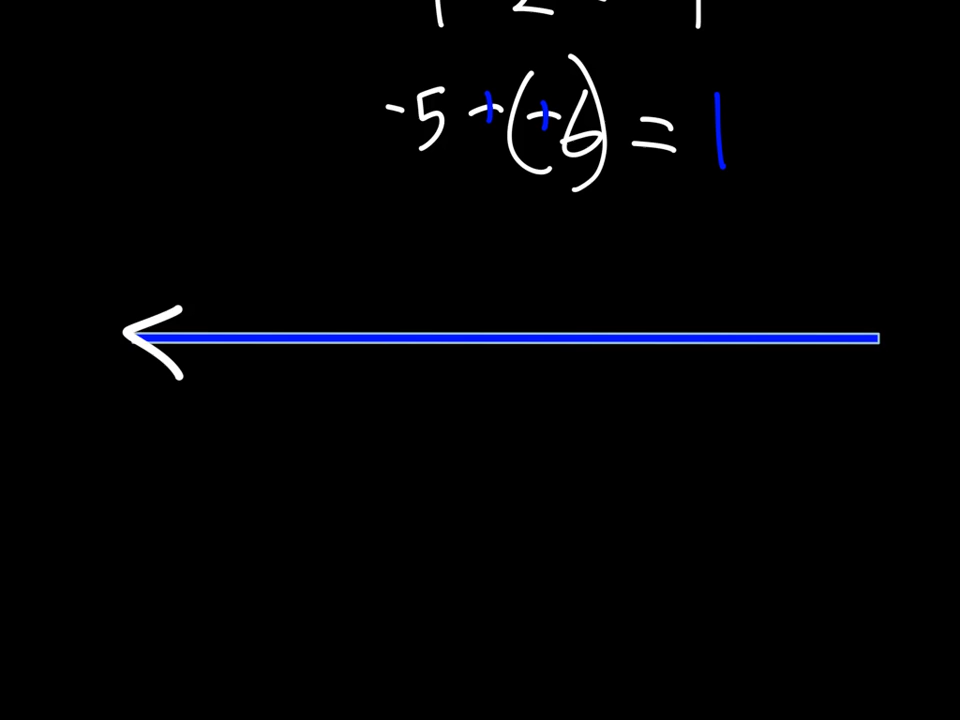 -5 + (+6) = 1